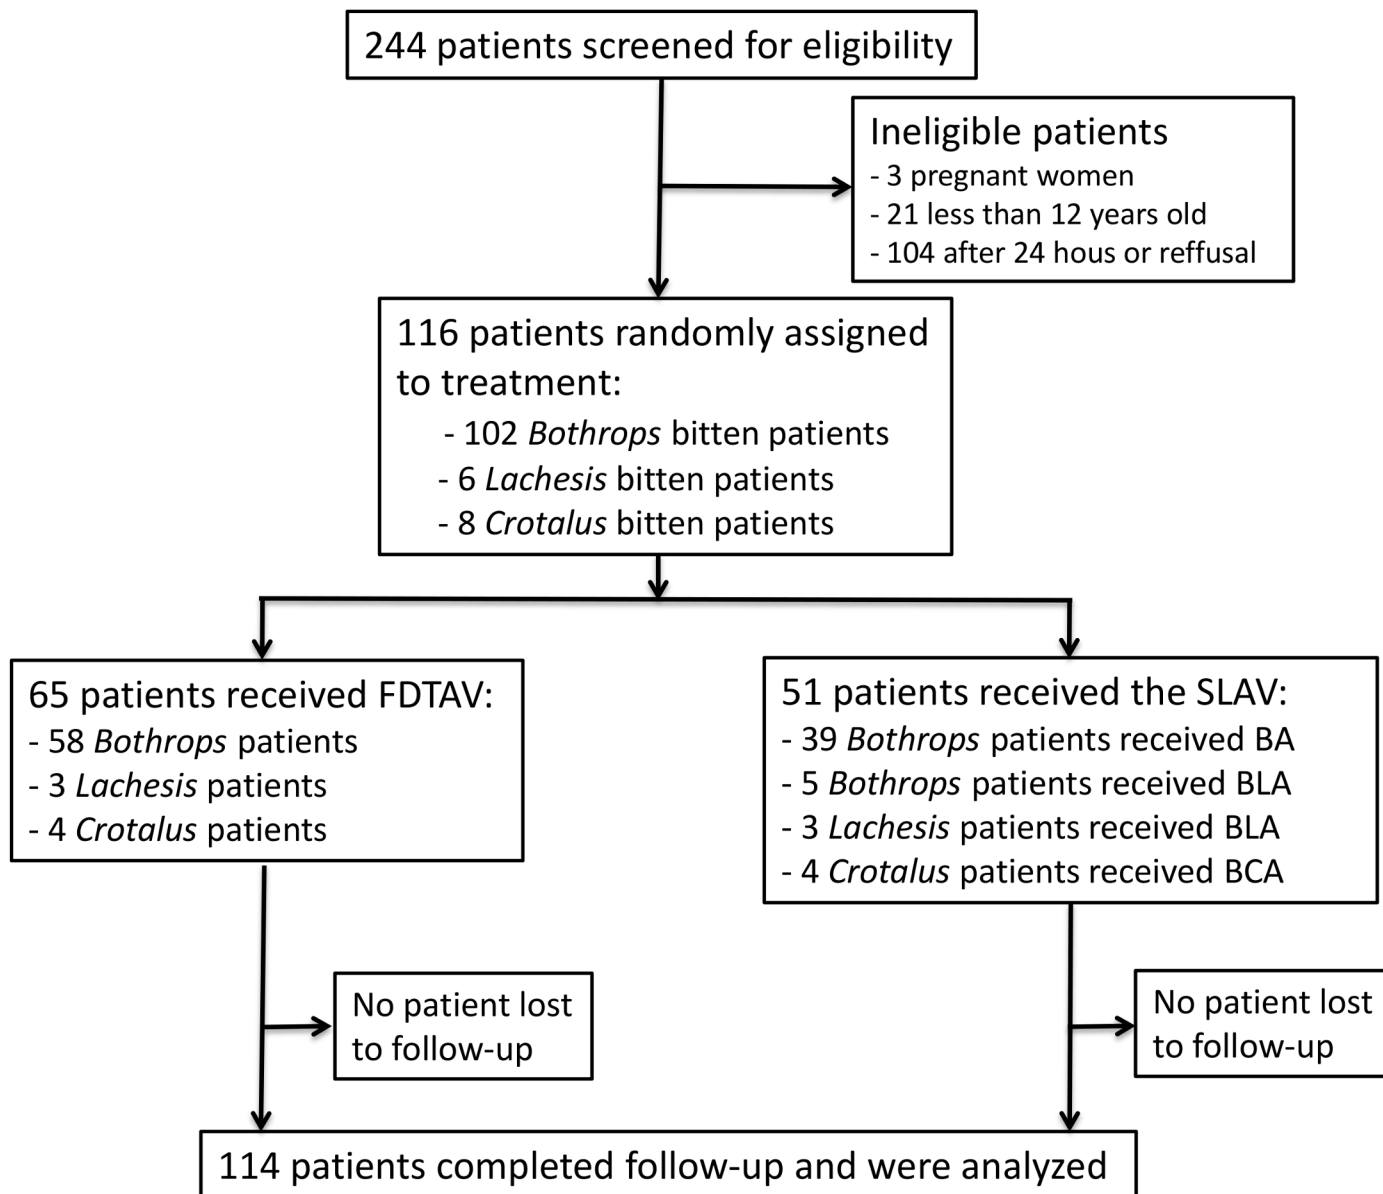 244 patients screened for eligibility
Ineligible patients
- 3 pregnant women
- 21 less than 12 years old
- 104 after 24 hous or reffusal
116 patients randomly assigned
to treatment:
- 102 Bothrops bitten patients
- 6 Lachesis bitten patients
- 8 Crotalus bitten patients
65 patients received FDTAV:
- 58 Bothrops patients
- 3 Lachesis patients
- 4 Crotalus patients
51 patients received the SLAV:
- 39 Bothrops patients received BA
- 5 Bothrops patients received BLA
- 3 Lachesis patients received BLA
- 4 Crotalus patients received BCA
No patient lost
to follow-up
No patient lost
to follow-up
114 patients completed follow-up and were analyzed